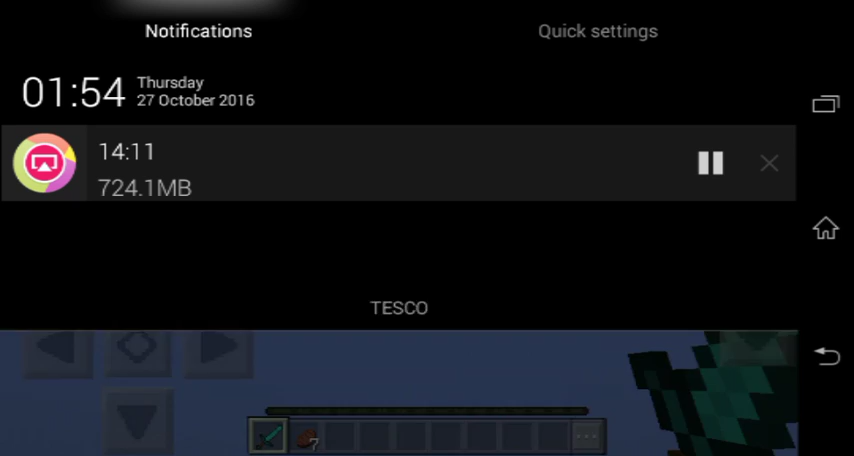 Notifications
Quick settings
01:54
Thursday
27 October 2016
14:11
724.1MB
TESCO
7